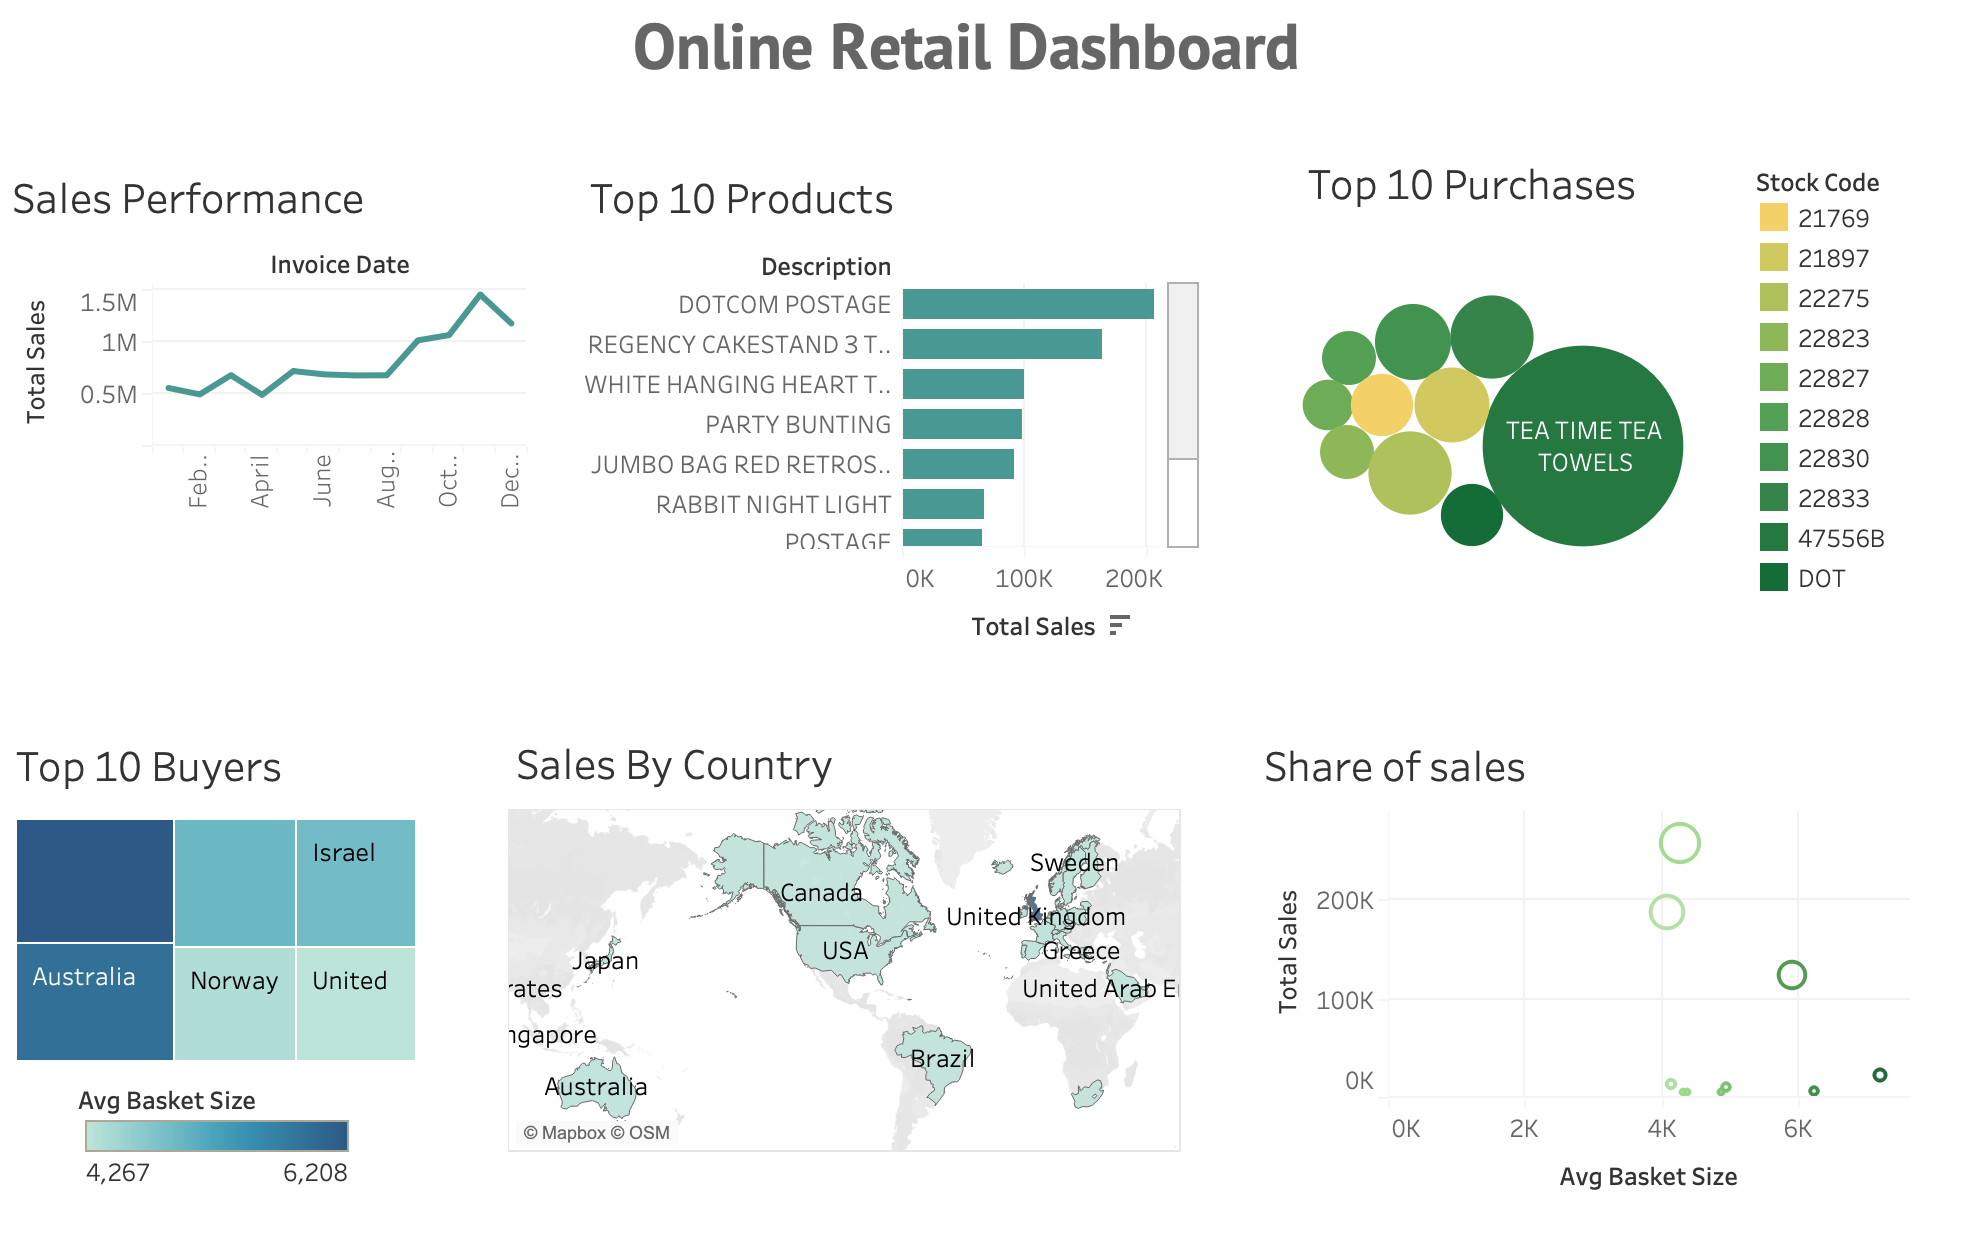 Online Retail Dashboard
Sales Performance
Invoice Date
Total Sales
1.5M
1M
0.5M
Feb..
April
June
Aug..
Oct..
Dec..
Top 10 Products
Description
DOTCOM POSTAGE
REGENCY CAKESTAND 3 T..
WHITE HANGING HEART T..
PARTY BUNTING
JUMBO BAG RED RETROS..
RABBIT NIGHT LIGHT
POSTAGE
0K
100K
200K
Total Sales
Top 10 Purchases
TEA TIME TEA
TOWELS
Stock Code
21769
21897
22275
22823
22827
22828
22830
22833
47556B
DOT
Top 10 Buyers
Israel
Australia
Norway
United
Avg Basket Size
4,267
6,208
Sales By Country
Sweden
Canada
United Kingdom
USA
Greece
Japan
rates
United Arab E
ngapore
Brazil
Australia
© Mapbox © OSM
Share of sales
Total Sales
200K
100K
0K
0K
2K
4K
6K
Avg Basket Size